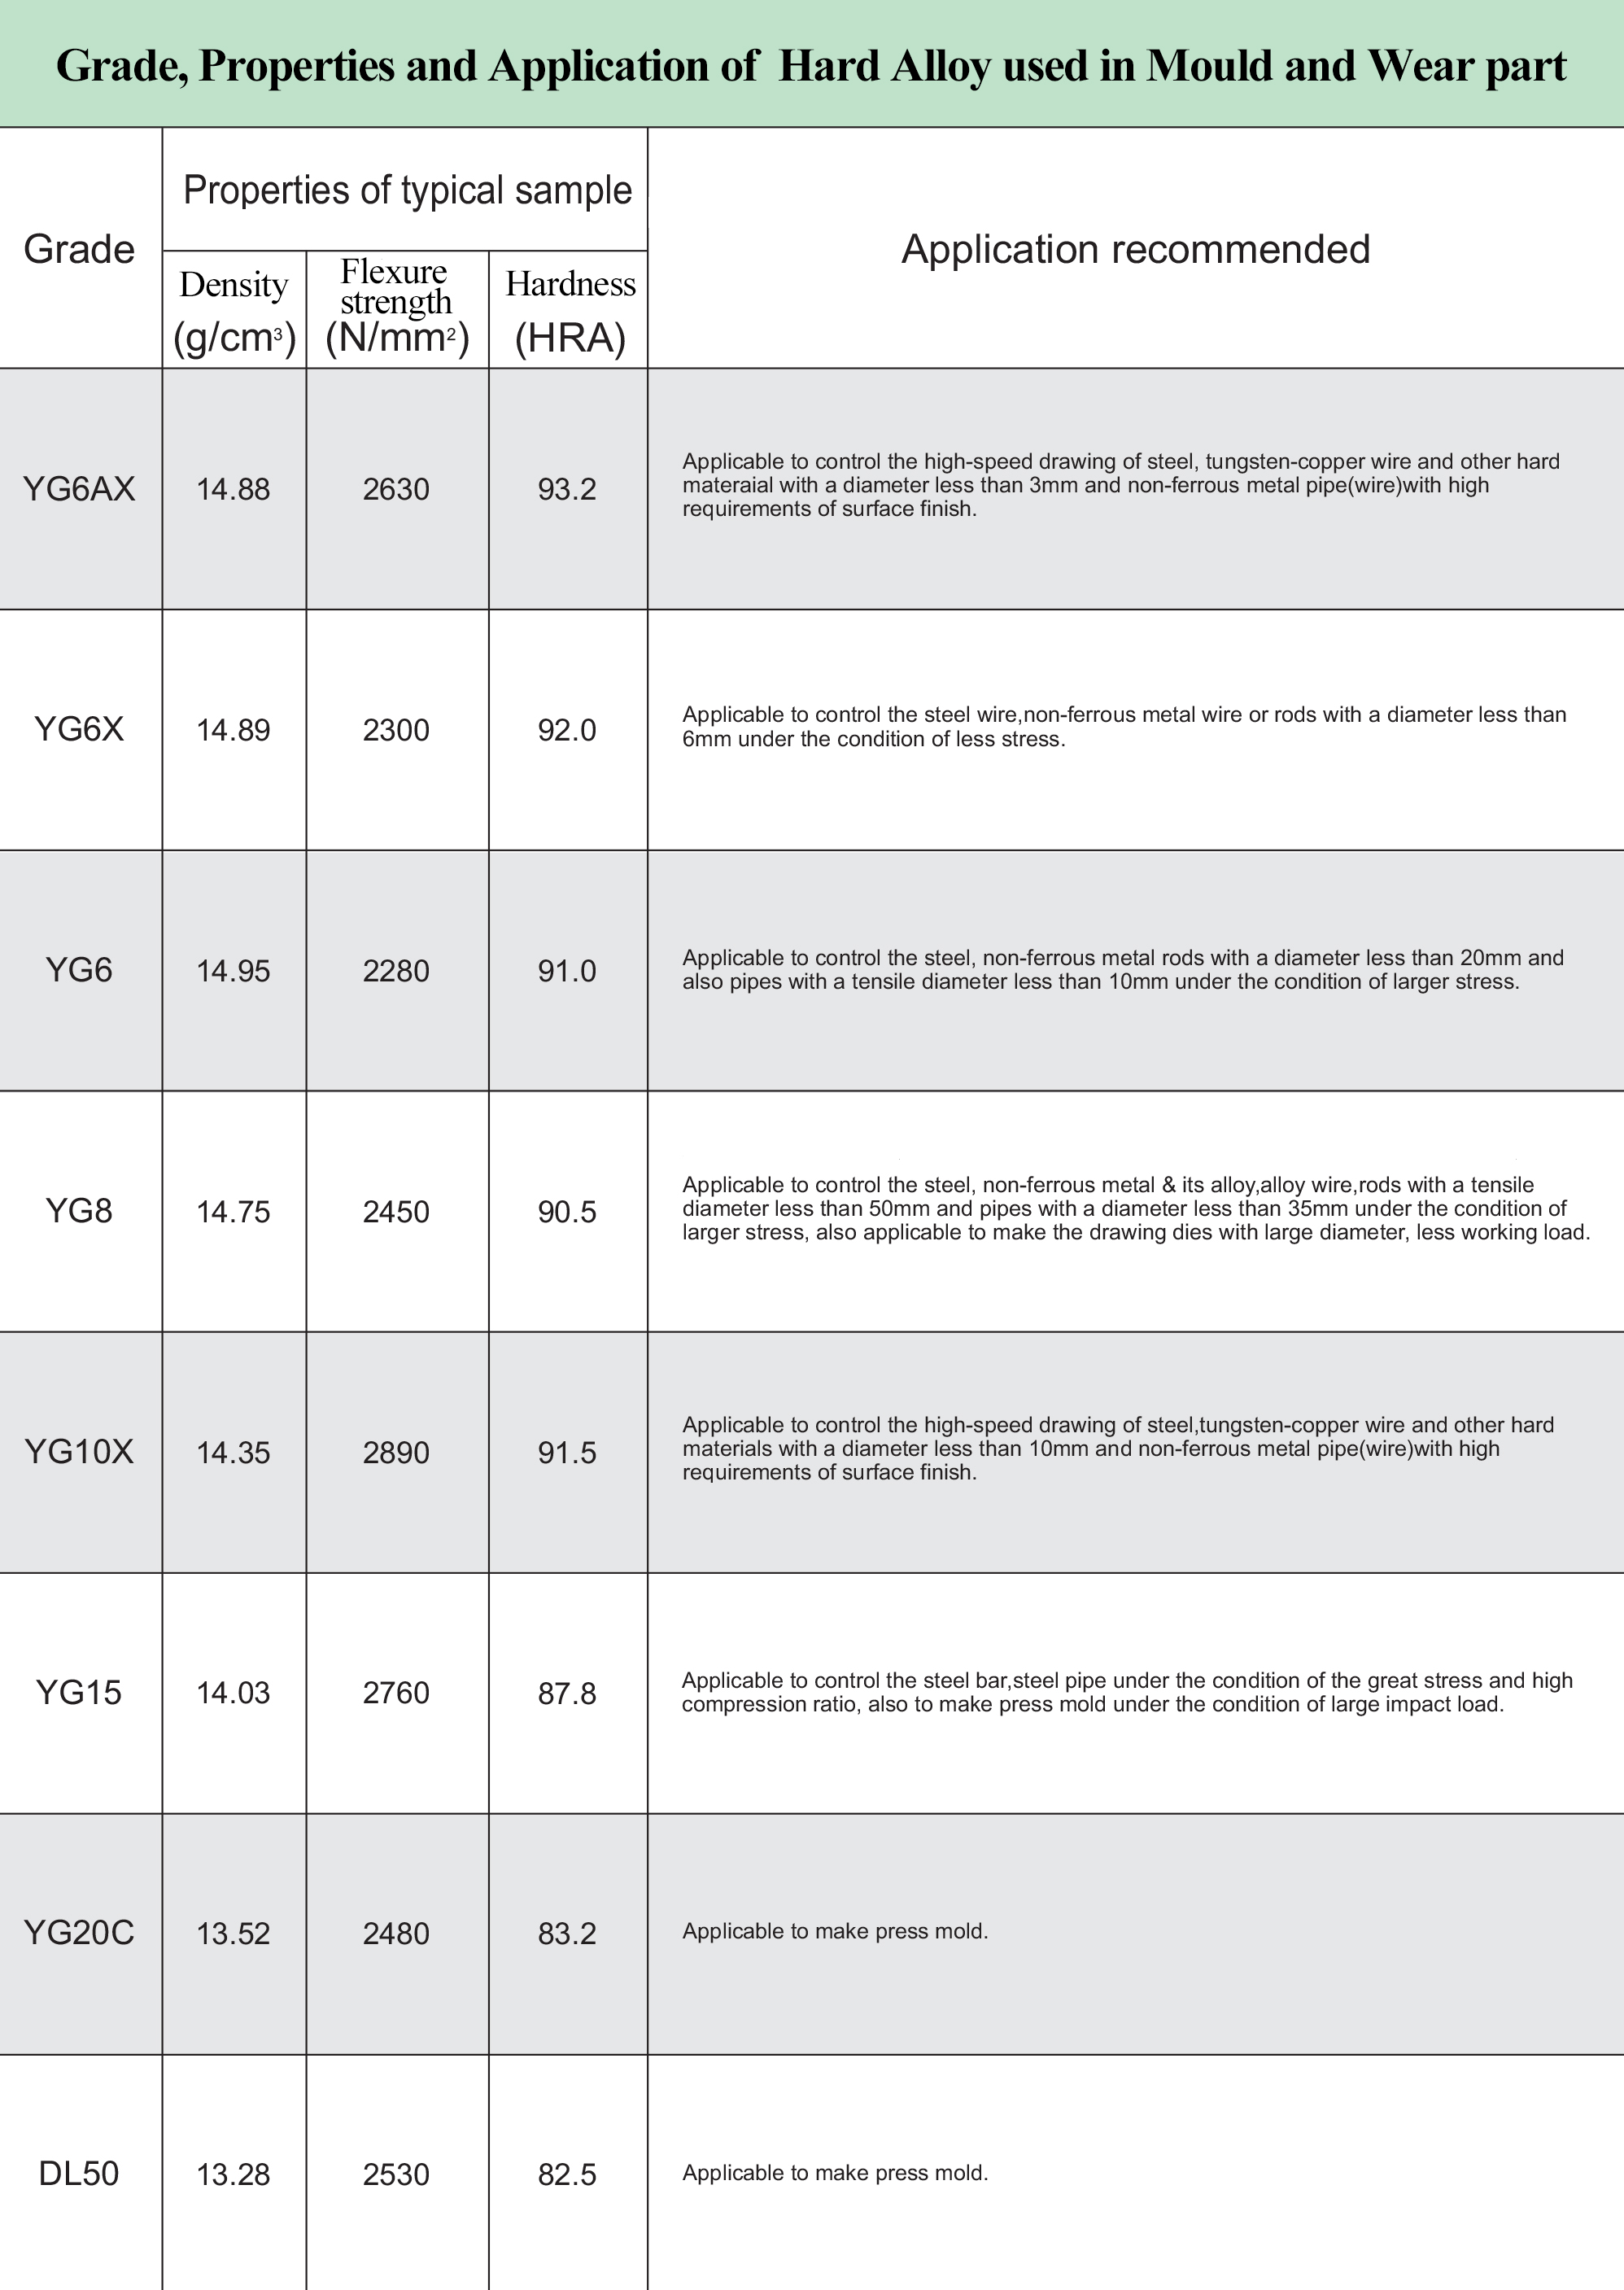 Grade, Properties and Application of Hard Alloy used in Mould and Wear part
Grade
Properties of typical sample
Application recommended
Density
(g/cm³)
Flexure
strength
(N/mm²)
Hardness
(HRA)
YG6AX
14.88
2630
93.2
Applicable to control the high-speed drawing of steel, tungsten-copper wire and other hard
materaial with a diameter less than 3mm and non-ferrous metal pipe(wire)with high
requirements of surface finish.
YG6X
14.89
2300
92.0
Applicable to control the steel wire,non-ferrous metal wire or rods with a diameter less than
6mm under the condition of less stress.
YG6
14.95
2280
91.0
Applicable to control the steel, non-ferrous metal rods with a diameter less than 20mm and
also pipes with a tensile diameter less than 10mm under the condition of larger stress.
YG8
14.75
2450
90.5
Applicable to control the steel, non-ferrous metal & its alloy,alloy wire,rods with a tensile
diameter less than 50mm and pipes with a diameter less than 35mm under the condition of
larger stress, also applicable to make the drawing dies with large diameter, less working load.
YG10X
14.35
2890
91.5
Applicable to control the high-speed drawing of steel,tungsten-copper wire and other hard
materials with a diameter less than 10mm and non-ferrous metal pipe(wire)with high
requirements of surface finish.
YG15
14.03
2760
87.8
Applicable to control the steel bar,steel pipe under the condition of the great stress and high
compression ratio, also to make press mold under the condition of large impact load.
YG20C
13.52
2480
83.2
Applicable to make press mold.
DL50
13.28
2530
82.5
Applicable to make press mold.